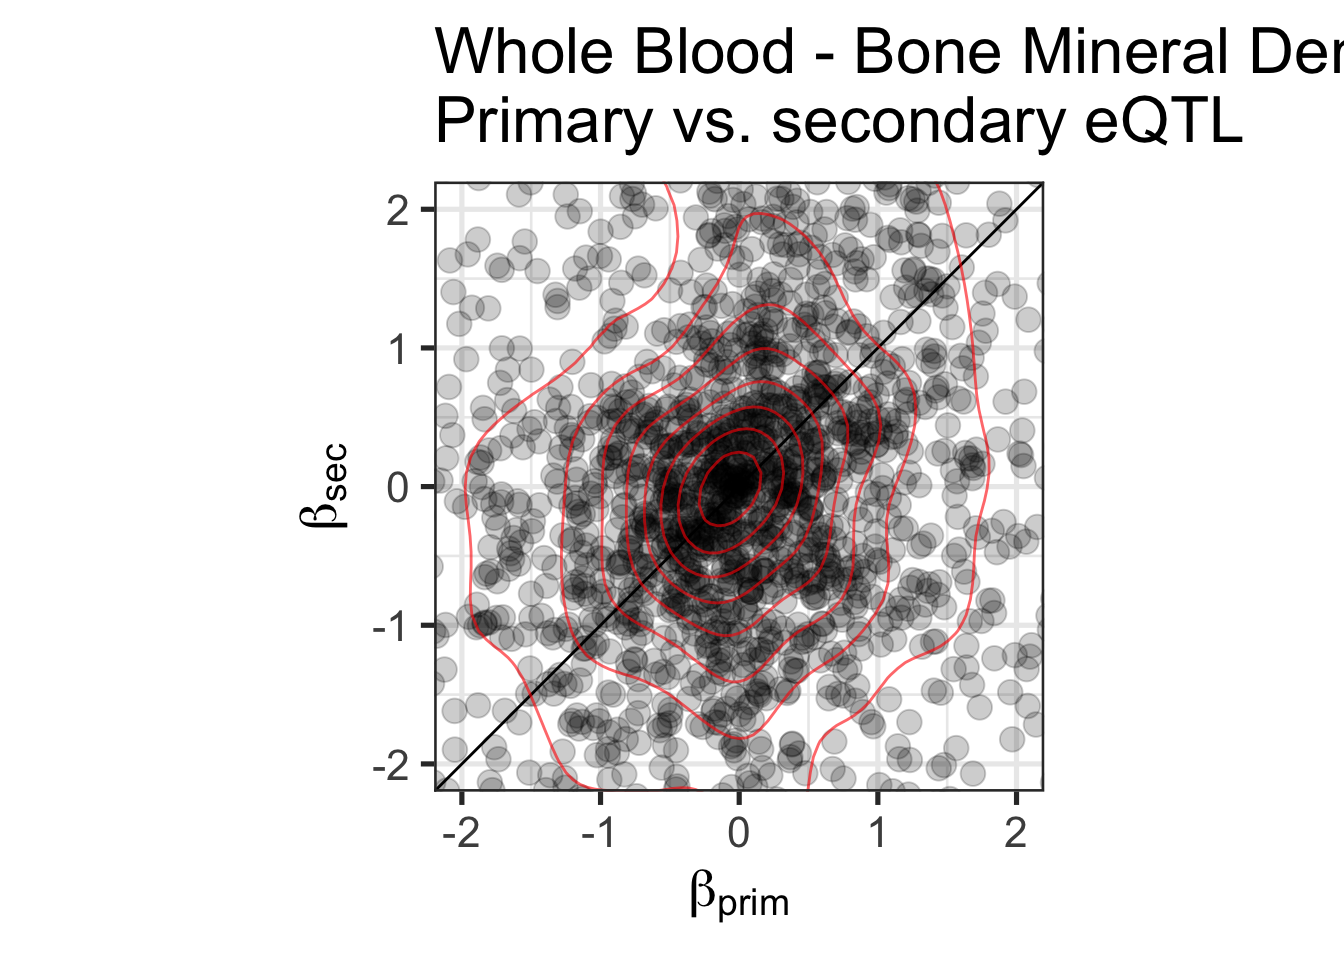 Whole Blood - Bone Mineral Den
Primary vs. secondary eQTL
2
1
0
-1
-2
βsec
-2 -1 0 1 2
βprim